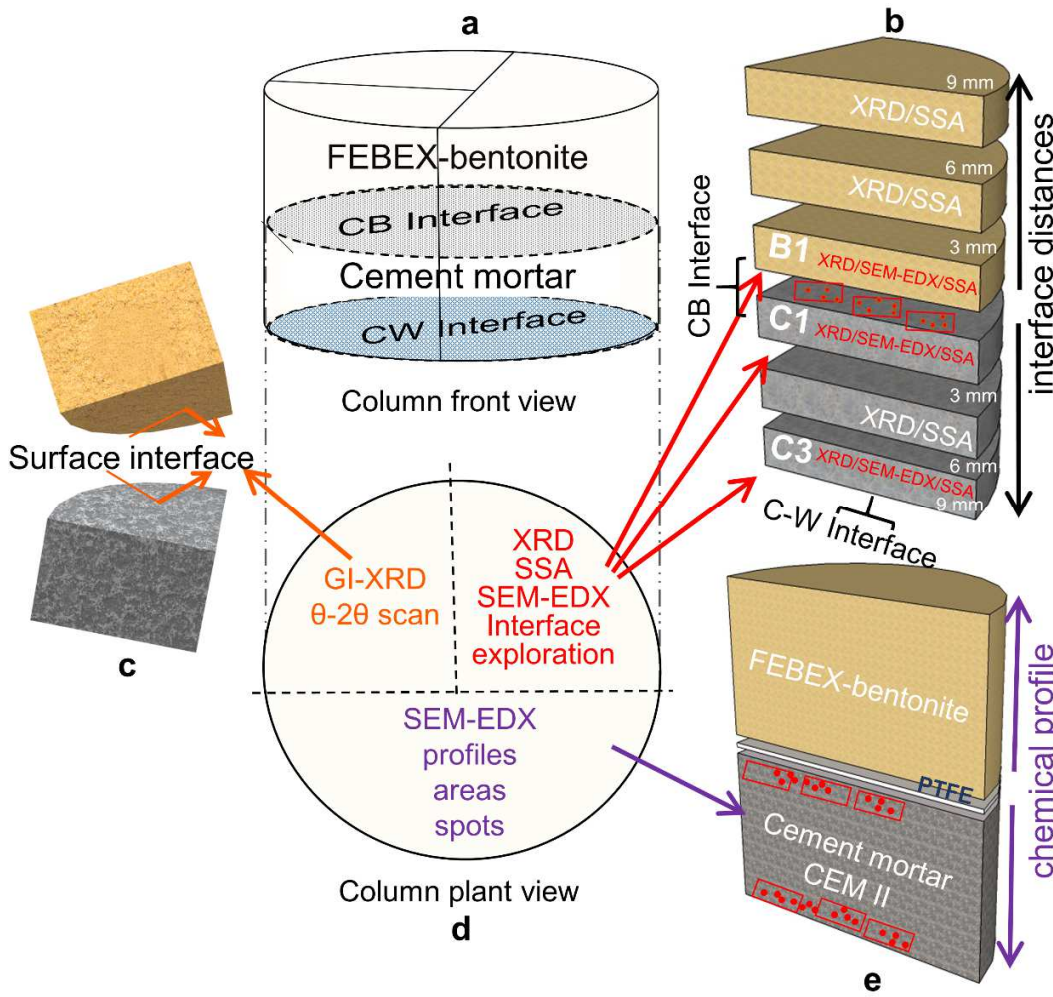 a
FEBEX-bentonite
CB Interface
Cement mortar
CW Interface
Column front view
b
9 mm
XRD/SSA
6 mm
XRD/SSA
3 mm
B1 XRD/SEM-EDX/SSA
CB Interface
C1 XRD/SEM-EDX/SSA
3 mm
XRD/SSA
C3 XRD/SEM-EDX/SSA
6 mm
9 mm
C-W Interface
interface distances
Surface interface
c
GI-XRD
θ-2θ scan
XRD
SSA
SEM-EDX
Interface
exploration
SEM-EDX
profiles
areas
spots
Column plant view
d
FEBEX-bentonite
PTFE
Cement mortar
CEM II
chemical profile
e